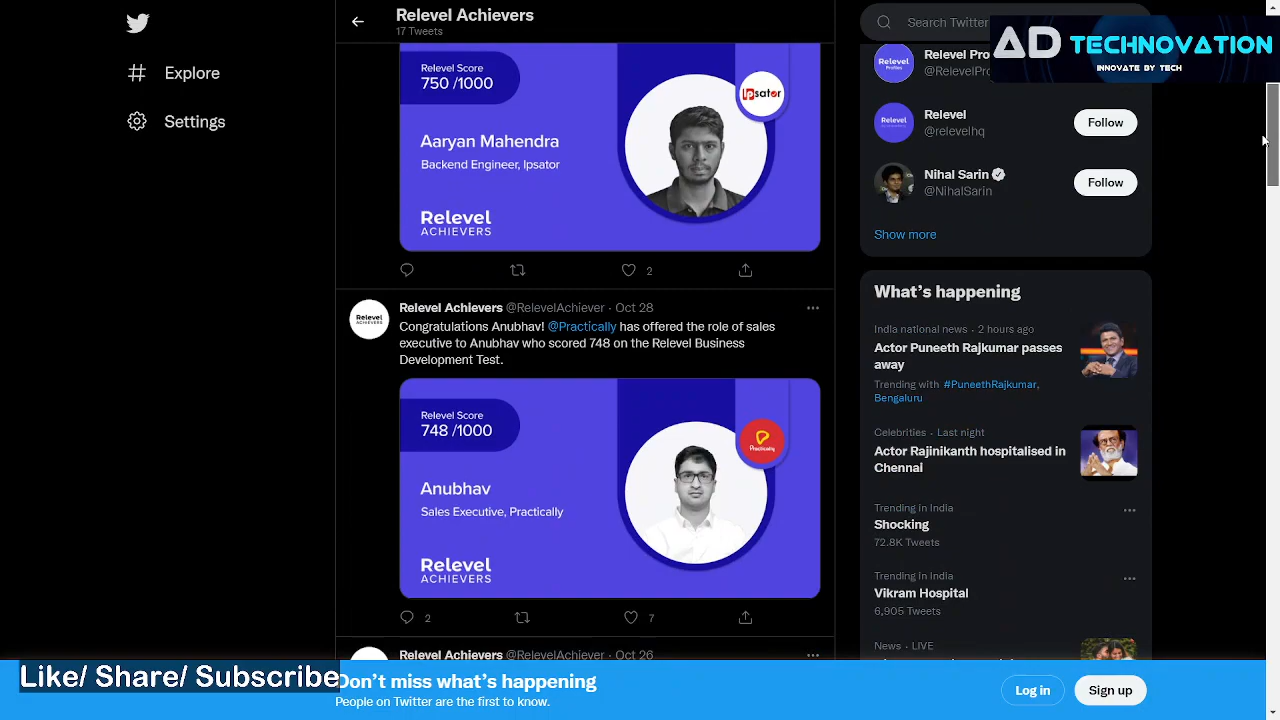 Relevel Achievers
17 Tweets
Explore
Settings
Relevel Score
750 /1000
Ipsator
Aaryan Mahendra
Backend Engineer, Ipsator
Relevel
ACHIEVERS
2
Relevel Achievers @RelevelAchiever · Oct 28
Congratulations Anubhav! @Practically has offered the role of sales
executive to Anubhav who scored 748 on the Relevel Business
Development Test.
Relevel Score
748 /1000
Practically
Anubhav
Sales Executive, Practically
Relevel
ACHIEVERS
2
7
Relevel Achievers @RelevelAchiever · Oct 26
Search Twitter
AD TECHNOVATION
INNOVATE BY TECH
Relevel Pro
@RelevelPro
Relevel
Relevel
Relevel
@relevelhq
Follow
Nihal Sarin
@NihalSarin
Follow
Show more
What's happening
India national news · 2 hours ago
Actor Puneeth Rajkumar passes
away
Trending with #PuneethRajkumar,
Bengaluru
Celebrities · Last night
Actor Rajinikanth hospitalised in
Chennai
Trending in India
Shocking
72.8K Tweets
Trending in India
Vikram Hospital
6,905 Tweets
News · LIVE
Like/ Share/ Subscribe
Don't miss what's happening
People on Twitter are the first to know.
Log in
Sign up